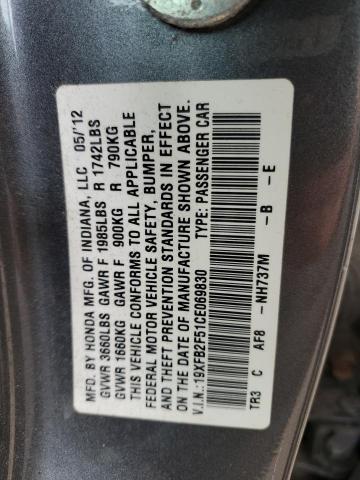 MFD. BY HONDA MFG. OF INDIANA, LLC 05/'12
GVWR 3660LBS GAWR F 1985LBS R 1742LBS
GVWR 1660KG GAWR F 900KG R 790KG
THIS VEHICLE CONFORMS TO ALL APPLICABLE
FEDERAL MOTOR VEHICLE SAFETY, BUMPER,
AND THEFT PREVENTION STANDARDS IN EFFECT
ON THE DATE OF MANUFACTURE SHOWN ABOVE.
V.I.N.:19XFB2F51CE069830 TYPE: PASSENGER CAR
TR3 C AF8 -NH737M -B -E